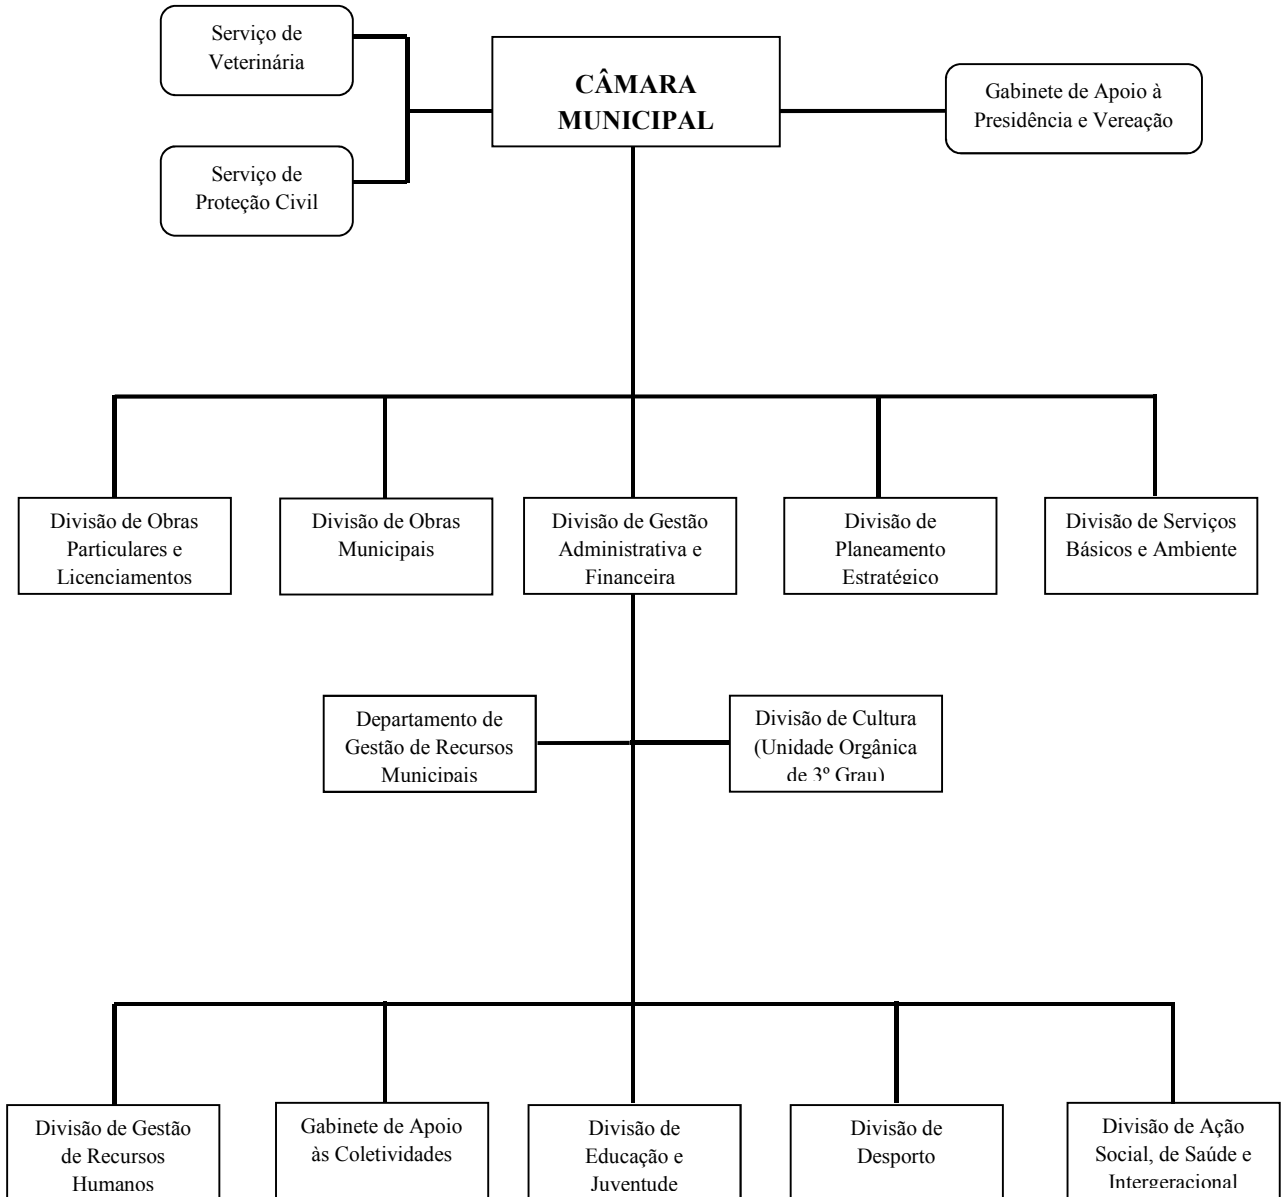 Serviço de
Veterinária
CÂMARA
MUNICIPAL
Gabinete de Apoio à
Presidência e Vereação
Serviço de
Proteção Civil
Divisão de Obras
Particulares e
Licenciamentos
Divisão de Obras
Municipais
Divisão de Gestão
Administrativa e
Financeira
Divisão de
Planeamento
Estratégico
Divisão de Serviços
Básicos e Ambiente
Departamento de
Gestão de Recursos
Municipais
Divisão de Cultura
(Unidade Orgânica
de 3º Grau)
Divisão de Gestão
de Recursos
Humanos
Gabinete de Apoio
às Coletividades
Divisão de
Educação e
Juventude
Divisão de
Desporto
Divisão de Ação
Social, de Saúde e
Intergeracional